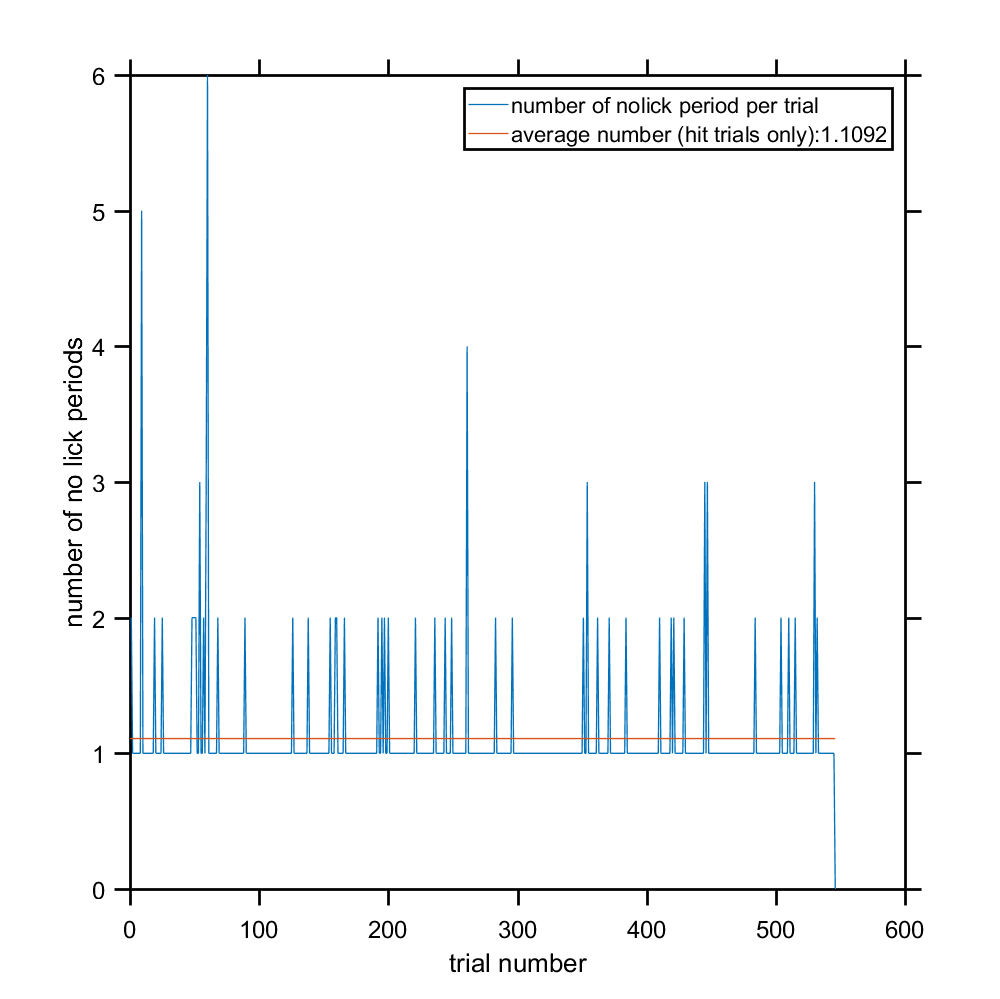 number of nolick period per trial
average number (hit trials only):1.1092
number of no lick periods
6
5
4
3
2
1
0
0 100 200 300 400 500 600
trial number